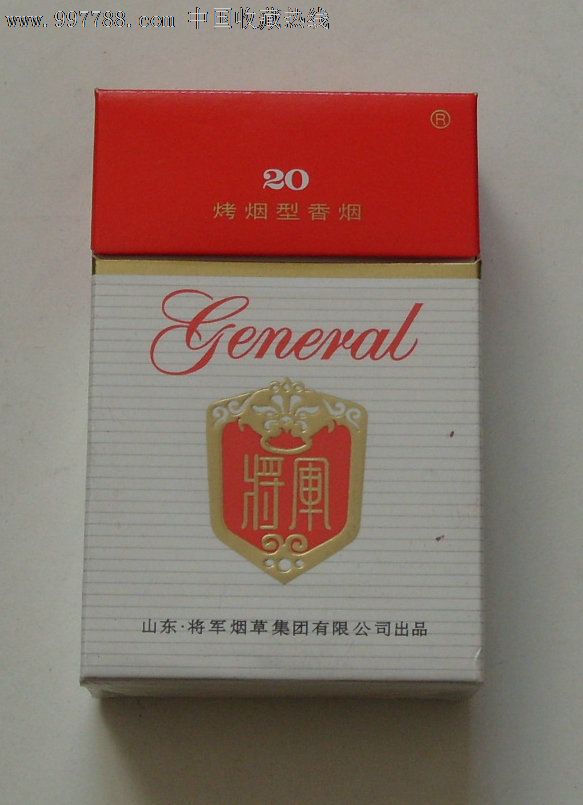 www.997788.com 中国收藏热线
®
20
烤烟型香烟
General
将軍
山东·将军烟草集团有限公司出品